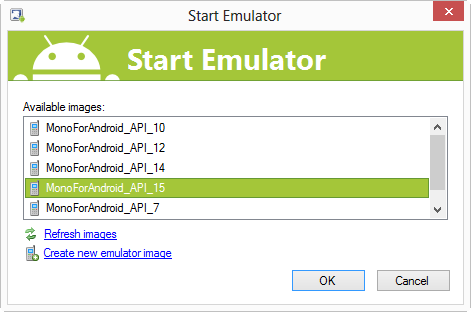 Start Emulator
Start Emulator
Available images:
MonoForAndroid_API_10
MonoForAndroid_API_12
MonoForAndroid_API_14
MonoForAndroid_API_15
MonoForAndroid_API_7
Refresh images
Create new emulator image
OK Cancel